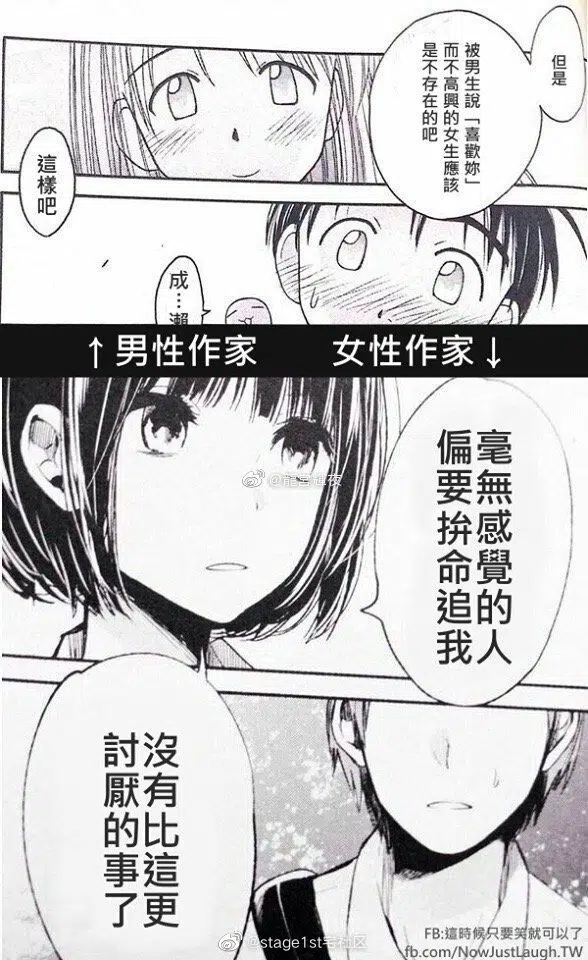 但是
被男生說「喜歡妳」
而不高興的女生應該
是不存在的吧
這樣吧
成…瀨
↑男性作家 女性作家↓
毫無感覺的人
偏要拚命追我
沒有比這更
討厭的事了
@stage1st宅社区
FB:這時候只要笑就可以了
fb.com/NowJustLaugh.TW